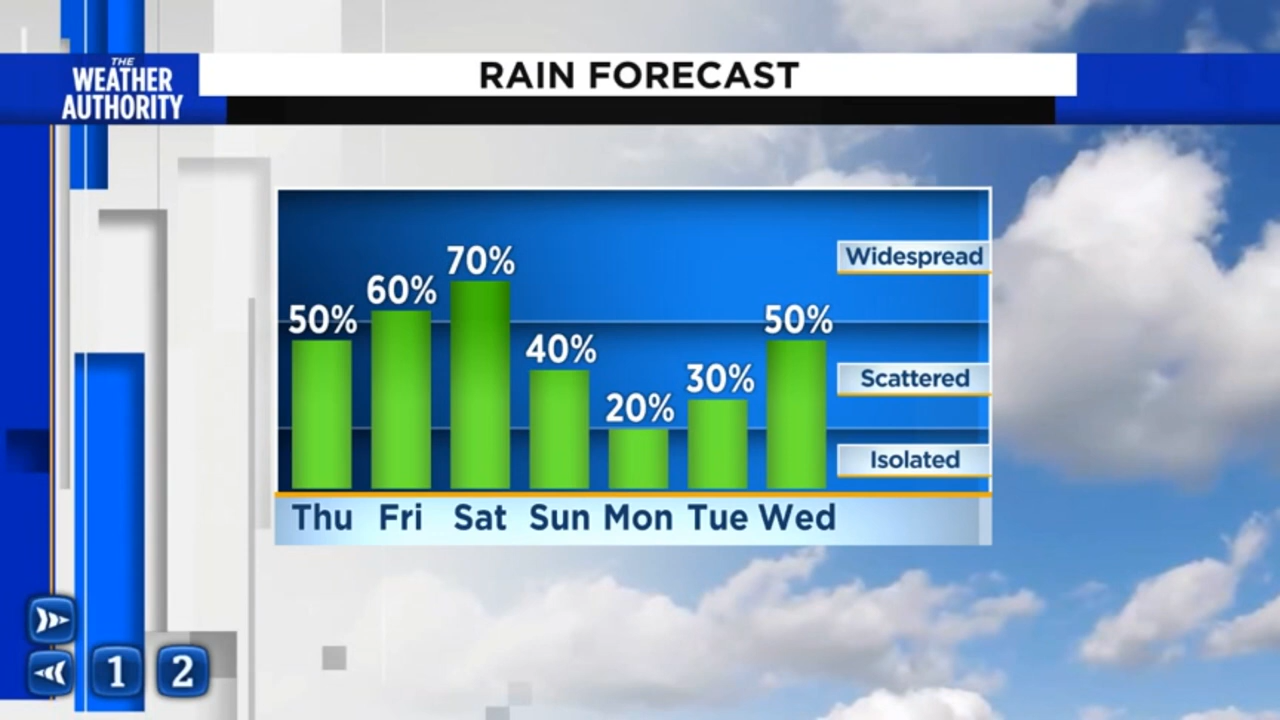 THE
WEATHER
AUTHORITY
RAIN FORECAST
50%
60%
70%
40%
20%
30%
50%
Widespread
Scattered
Isolated
Thu Fri Sat Sun Mon Tue Wed
1 2